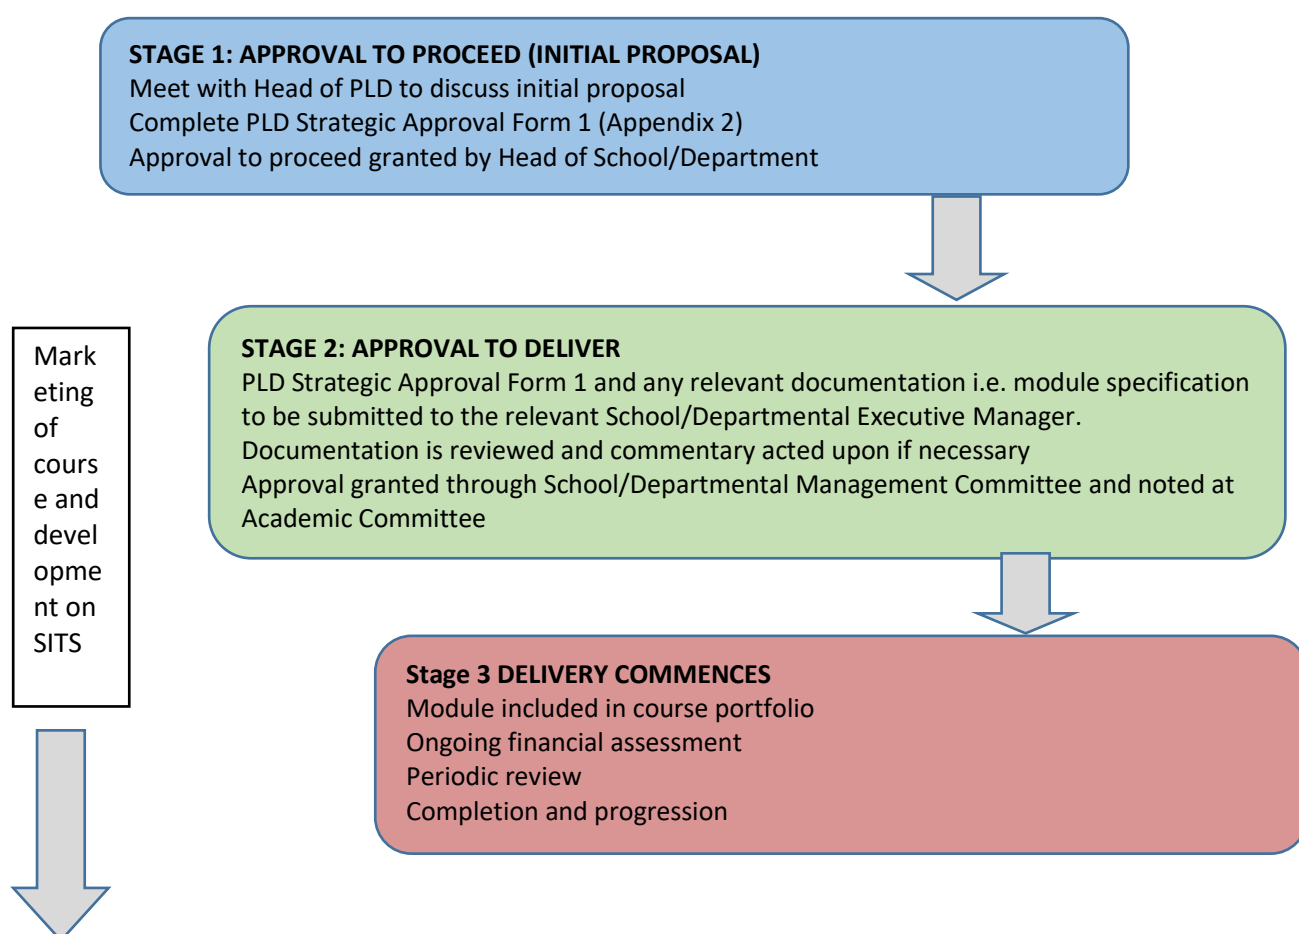 STAGE 1: APPROVAL TO PROCEED (INITIAL PROPOSAL)
Meet with Head of PLD to discuss initial proposal
Complete PLD Strategic Approval Form 1 (Appendix 2)
Approval to proceed granted by Head of School/Department
Mark
eting
of
cours
e and
devel
opme
nt on
SITS
STAGE 2: APPROVAL TO DELIVER
PLD Strategic Approval Form 1 and any relevant documentation i.e. module specification
to be submitted to the relevant School/Departmental Executive Manager.
Documentation is reviewed and commentary acted upon if necessary
Approval granted through School/Departmental Management Committee and noted at
Academic Committee
Stage 3 DELIVERY COMMENCES
Module included in course portfolio
Ongoing financial assessment
Periodic review
Completion and progression